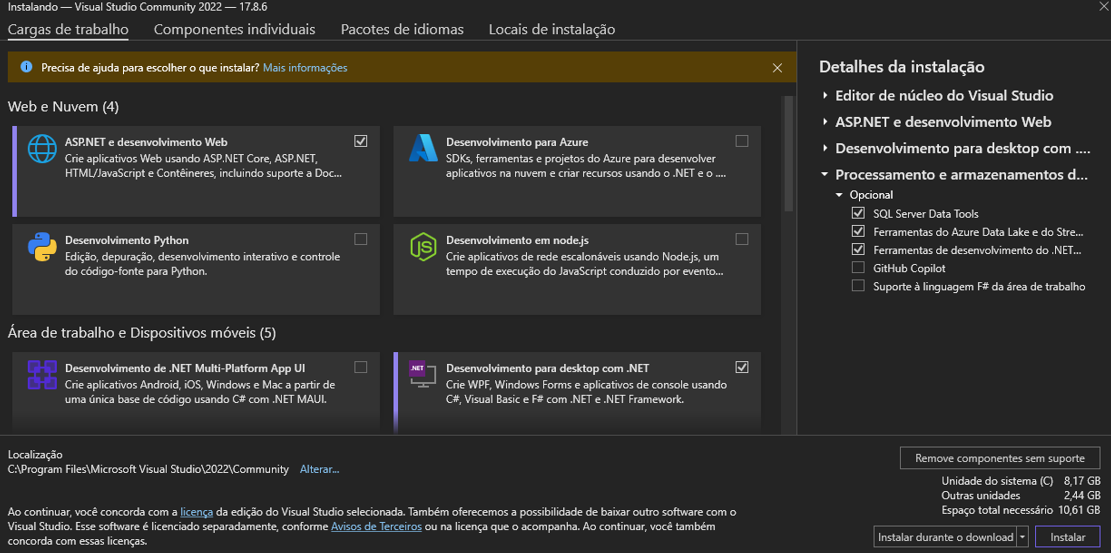 Instalando — Visual Studio Community 2022 — 17.8.6
Cargas de trabalho
Componentes individuais
Pacotes de idiomas
Locais de instalação
Precisa de ajuda para escolher o que instalar? Mais informações
Web e Nuvem (4)
ASP.NET e desenvolvimento Web
Crie aplicativos Web usando ASP.NET Core, ASP.NET,
HTML/JavaScript e Contêineres, incluindo suporte a Doc...
Desenvolvimento para Azure
SDKs, ferramentas e projetos do Azure para desenvolver
aplicativos na nuvem e criar recursos usando o .NET e o ....
Desenvolvimento Python
Edição, depuração, desenvolvimento interativo e controle
do código-fonte para Python.
Desenvolvimento em node.js
Crie aplicativos de rede escalonáveis usando Node.js, um
tempo de execução do JavaScript conduzido por evento...
Área de trabalho e Dispositivos móveis (5)
Desenvolvimento de .NET Multi-Platform App UI
Crie aplicativos Android, iOS, Windows e Mac a partir de
uma única base de código usando C# com .NET MAUI.
.NET
Desenvolvimento para desktop com .NET
Crie WPF, Windows Forms e aplicativos de console usando
C#, Visual Basic e F# com .NET e .NET Framework.
Detalhes da instalação
Editor de núcleo do Visual Studio
ASP.NET e desenvolvimento Web
Desenvolvimento para desktop com ....
Processamento e armazenamentos d...
Opcional
SQL Server Data Tools
Ferramentas do Azure Data Lake e do Stre...
Ferramentas de desenvolvimento do .NET...
GitHub Copilot
Suporte à linguagem F# da área de trabalho
Localização
C:\Program Files\Microsoft Visual Studio\2022\Community Alterar...
Ao continuar, você concorda com a licença da edição do Visual Studio selecionada. Também oferecemos a possibilidade de baixar outro software com o
Visual Studio. Esse software é licenciado separadamente, conforme Avisos de Terceiros ou na licença que o acompanha. Ao continuar, você também
concorda com essas licenças.
Remove componentes sem suporte
Unidade do sistema (C) 8,17 GB
Outras unidades 2,44 GB
Espaço total necessário 10,61 GB
Instalar durante o download
Instalar